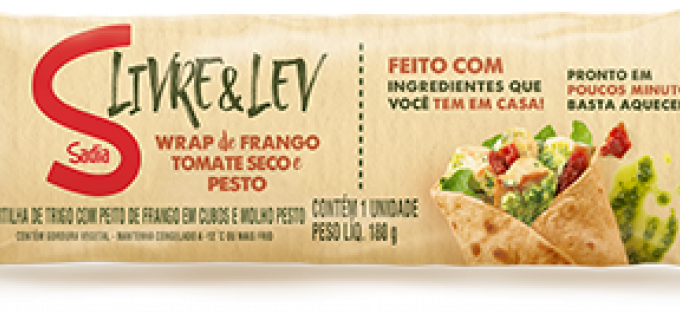 Sadia
LIVRE & LEV
WRAP de FRANGO
TOMATE SECO e
PESTO
RTILHA DE TRIGO COM PEITO DE FRANGO EM CUBOS E MOLHO PESTO
CONTÉM GORDURA VEGETAL - MANTENHA CONGELADO A -12°C OU MAIS FRIO
CONTÉM 1 UNIDADE
PESO LÍQ. 180 g
FEITO COM
INGREDIENTES QUE
VOCÊ TEM EM CASA!
PRONTO EM
POUCOS MINUTO
BASTA AQUECE